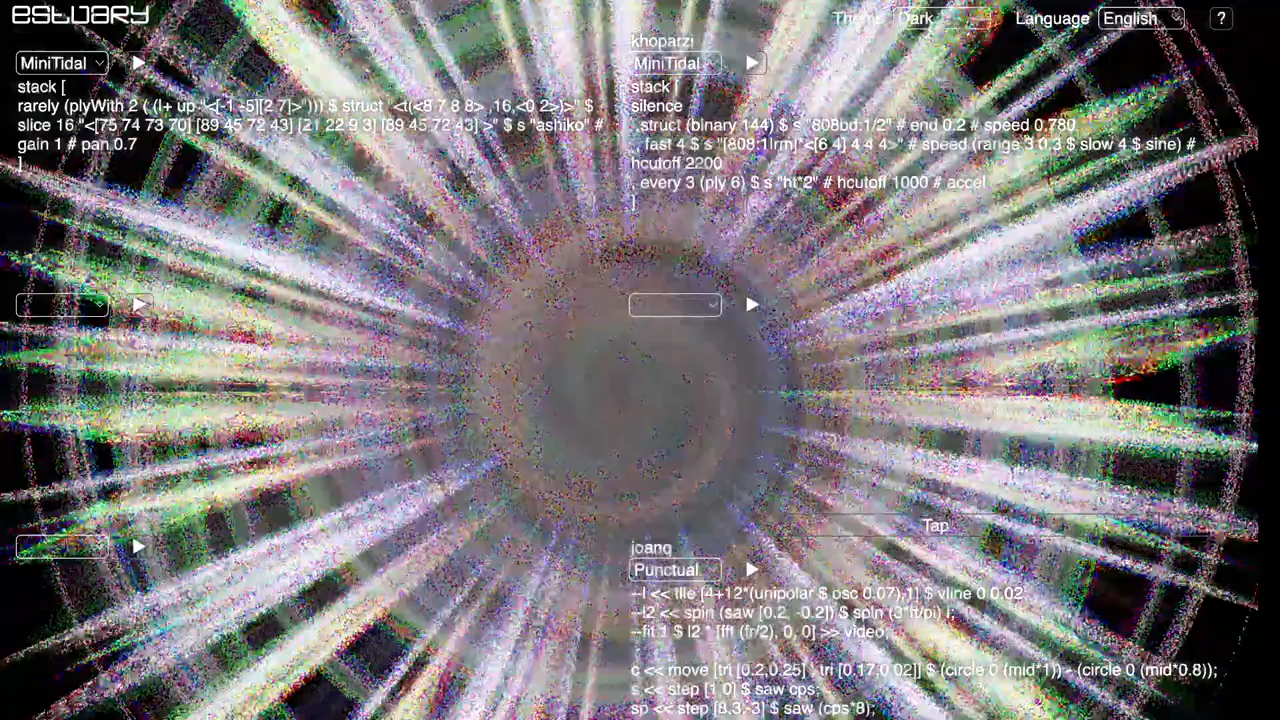 estuary
Theme Dark Language English ?
MiniTidal
stack [
rarely (plyWith 2 ( (|+ up "<[-1 -5][2 7]>"))) $ struct "<t(<8 7 8 8> ,16,<0 2>)>" $
slice 16 "<[75 74 73 70] [89 45 72 43] [21 22 9 3] [89 45 72 43] >" $ s "ashiko" #
gain 1 # pan 0.7
]
khoparzi
MiniTidal
stack [
silence
,struct (binary 144) $ s "808bd:1/2" # end 0.2 # speed 0.780
, fast 4 $ s "[808:1lrm]*<[6 4] 4 4 4>" # speed (range 3 0.3 $ slow 4 $ sine) #
hcutoff 2200
, every 3 (ply 6) $ s "ht*2" # hcutoff 1000 # accel
]
Tap
joanq
Punctual
--l << tile [4+12*(unipolar $ osc 0.07),1] $ vline 0 0.02
--l2 << spin (saw [0.2, -0.2]) $ spin (3*ft/pi) l;
--fit 1 $ l2 * [fft (fr/2), 0, 0] >> video;
c << move [tri [0.2,0.25] , tri [0.17,0.02]] $ (circle 0 (mid*1)) - (circle 0 (mid*0.8));
s << step [1,0] $ saw cps;
sp << step [8,3,-3] $ saw (cps*8);